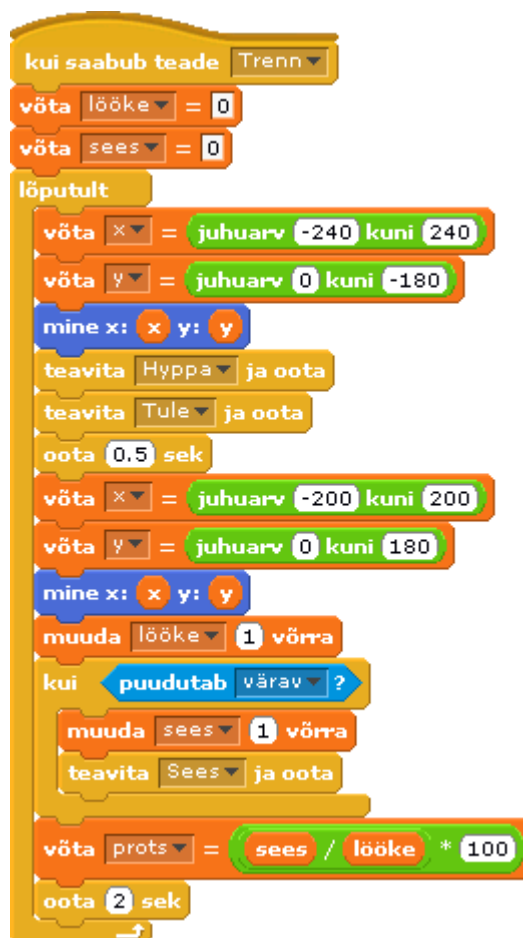 kui saabub teade Trenn
võta lööke = 0
võta sees = 0
lõputult
võta x = juhuarv -240 kuni 240
võta y = juhuarv 0 kuni -180
mine x: x y: y
teavita Hyppa ja oota
teavita Tule ja oota
oota 0.5 sek
võta x = juhuarv -200 kuni 200
võta y = juhuarv 0 kuni 180
mine x: x y: y
muuda lööke 1 võrra
kui puudutab värav ?
muuda sees 1 võrra
teavita Sees ja oota
võta prots = sees / lööke * 100
oota 2 sek